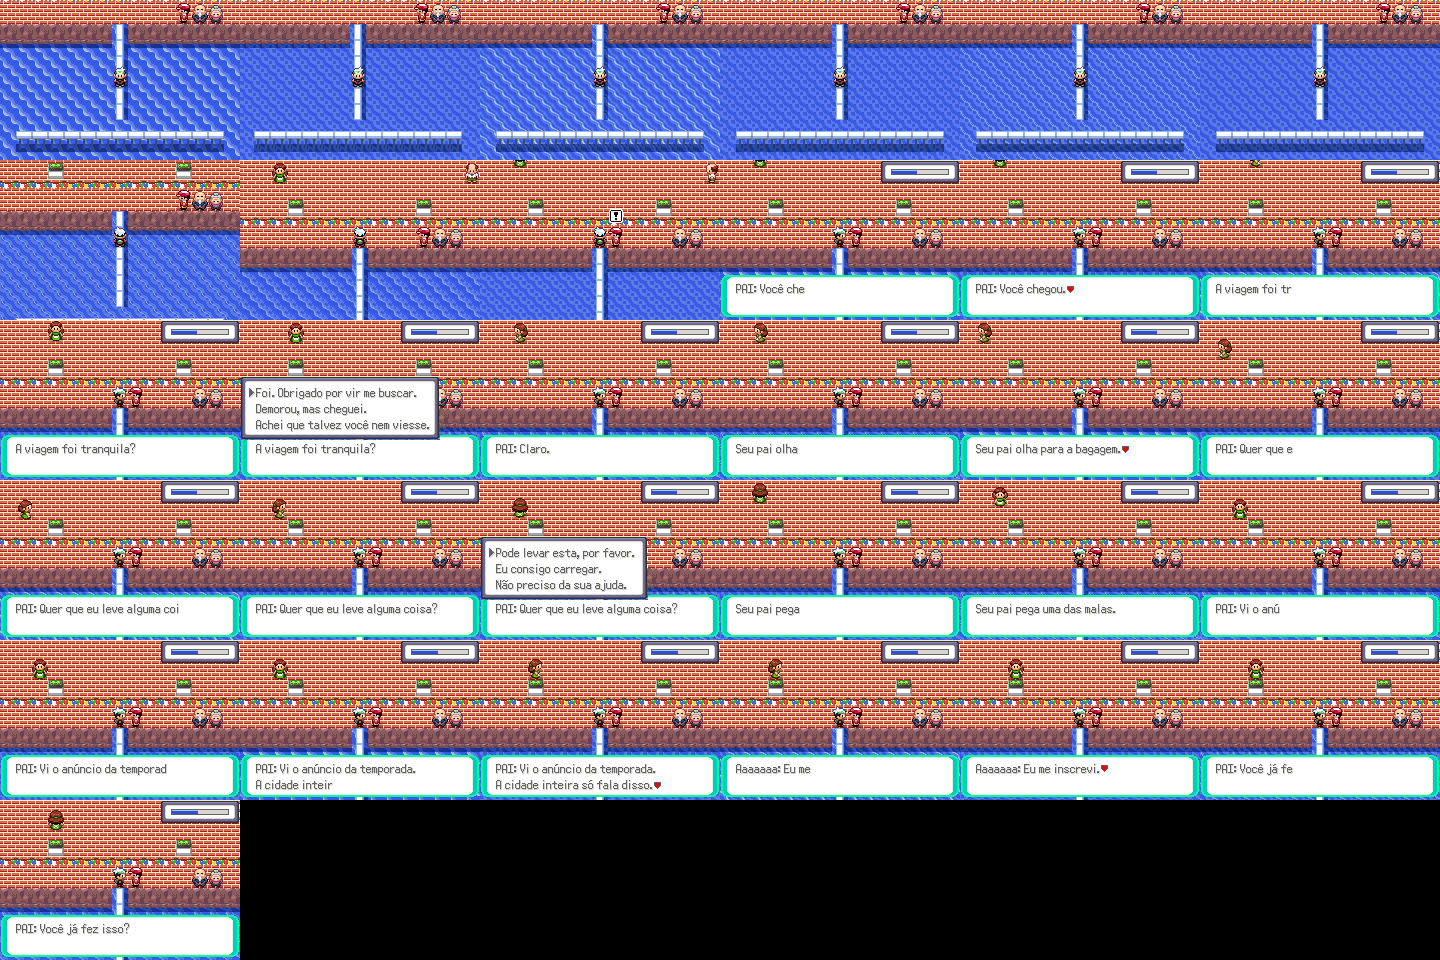 PAI: Você che
PAI: Você chegou.
A viagem foi tr
A viagem foi tranquila?
Foi. Obrigado por vir me buscar.
Demorou, mas cheguei.
Achei que talvez você nem viesse.
A viagem foi tranquila?
PAI: Claro.
Seu pai olha
Seu pai olha para a bagagem.
PAI: Quer que e
PAI: Quer que eu leve alguma coi
PAI: Quer que eu leve alguma coisa?
Pode levar esta, por favor.
Eu consigo carregar.
Não preciso da sua ajuda.
PAI: Quer que eu leve alguma coisa?
Seu pai pega
Seu pai pega uma das malas.
PAI: Vi o anú
PAI: Vi o anúncio da temporad
PAI: Vi o anúncio da temporada.
A cidade inteir
PAI: Vi o anúncio da temporada.
A cidade inteira só fala disso.
Aaaaaaa: Eu me
Aaaaaaa: Eu me inscrevi.
PAI: Você já fe
PAI: Você já fez isso?